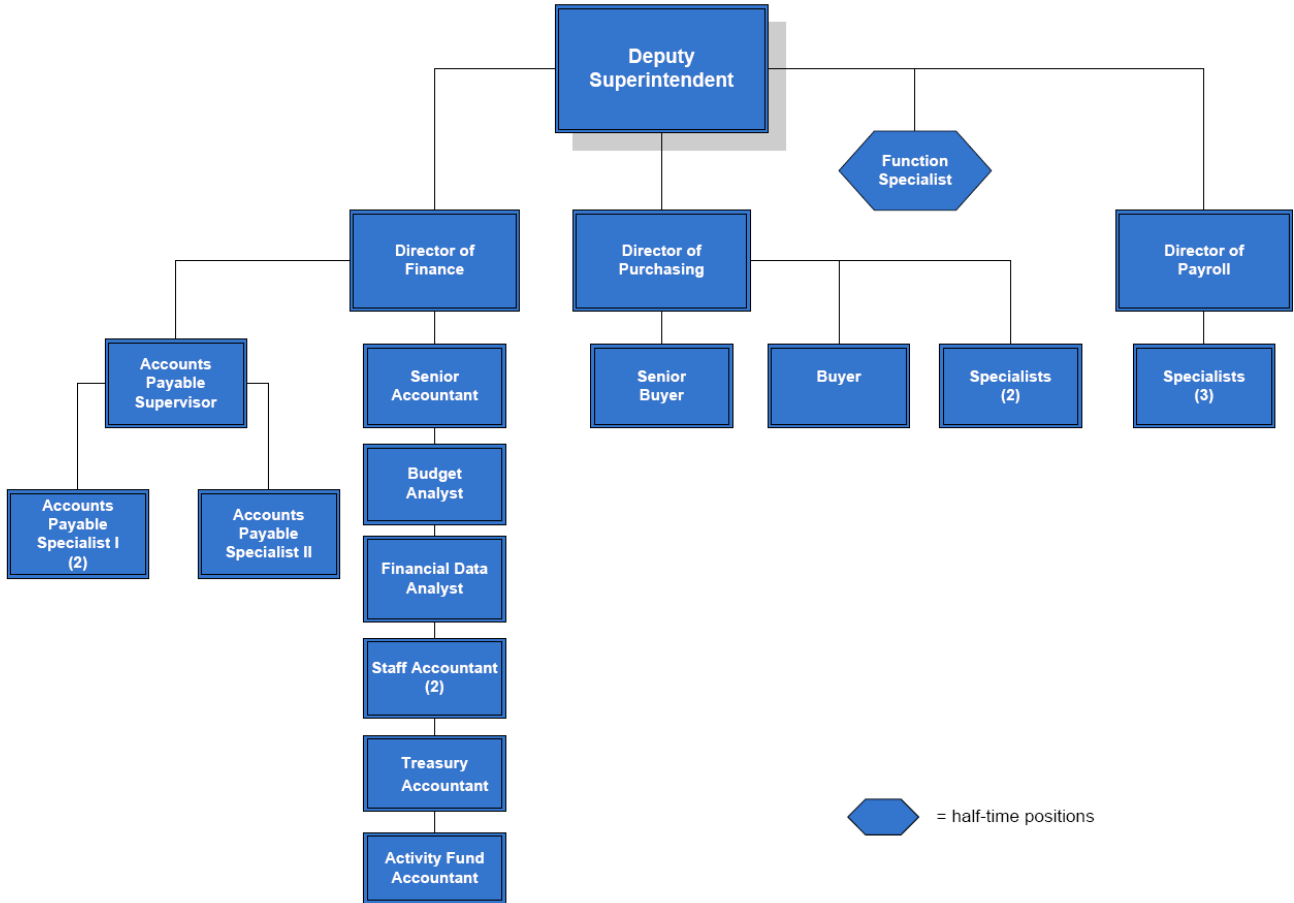 Deputy
Superintendent
Function
Specialist
Director of
Finance
Director of
Purchasing
Director of
Payroll
Accounts
Payable
Supervisor
Senior
Accountant
Senior
Buyer
Buyer
Specialists
(2)
Specialists
(3)
Budget
Analyst
Accounts
Payable
Specialist I
(2)
Accounts
Payable
Specialist II
Financial Data
Analyst
Staff Accountant
(2)
Treasury
Accountant
Activity Fund
Accountant
= half-time positions